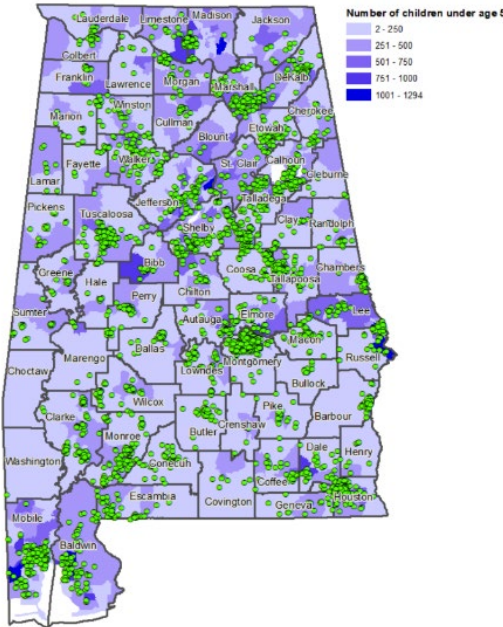 Number of children under age 5
2 - 250
251 - 500
501 - 750
751 - 1000
1001 - 1294
Lauderdale
Limestone
Madison
Jackson
Colbert
Franklin
Lawrence
Morgan
Marshall
DeKalb
Cherokee
Marion
Winston
Cullman
Blount
Etowah
Calhoun
Cleburne
Lamar
Fayette
Walker
St. Clair
Jefferson
Talladega
Pickens
Tuscaloosa
Shelby
Clay
Randolph
Greene
Hale
Bibb
Chilton
Coosa
Tallapoosa
Chambers
Perry
Sumter
Autauga
Elmore
Lee
Marengo
Dallas
Montgomery
Macon
Russell
Choctaw
Lowndes
Bullock
Wilcox
Clarke
Butler
Crenshaw
Pike
Barbour
Monroe
Washington
Conecuh
Coffee
Dale
Henry
Escambia
Covington
Geneva
Houston
Mobile
Baldwin